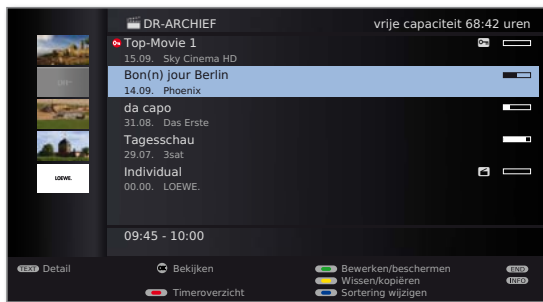 DR-ARCHIEF vrije capaciteit 68:42 uren
Top-Movie 1
15.09. Sky Cinema HD
OFF
Bon(n) jour Berlin
14.09. Phoenix
da capo
31.08. Das Erste
Tagesschau
29.07. 3sat
LOEWE.
Individual
00.00. LOEWE.
09:45 - 10:00
TEXT Detail Bekijken Bewerken/beschermen END
Wissen/kopiëren INFO
Timeroverzicht Sortering wijzigen